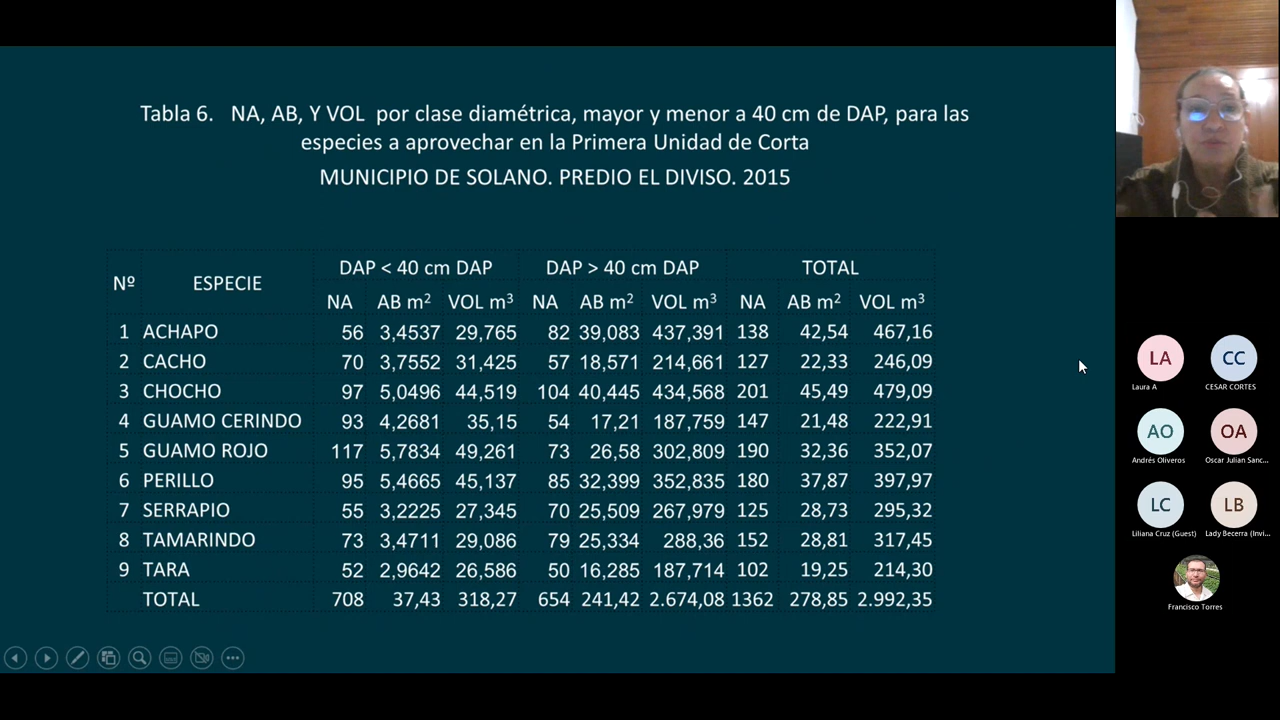 Tabla 6. NA, AB, Y VOL por clase diamétrica, mayor y menor a 40 cm de DAP, para las
especies a aprovechar en la Primera Unidad de Corta
MUNICIPIO DE SOLANO. PREDIO EL DIVISO. 2015
Nº ESPECIE DAP < 40 cm DAP DAP > 40 cm DAP TOTAL
NA AB m² VOL m³ NA AB m² VOL m³ NA AB m² VOL m³
1 ACHAPO 56 3,4537 29,765 82 39,083 437,391 138 42,54 467,16
2 CACHO 70 3,7552 31,425 57 18,571 214,661 127 22,33 246,09
3 CHOCHO 97 5,0496 44,519 104 40,445 434,568 201 45,49 479,09
4 GUAMO CERINDO 93 4,2681 35,15 54 17,21 187,759 147 21,48 222,91
5 GUAMO ROJO 117 5,7834 49,261 73 26,58 302,809 190 32,36 352,07
6 PERILLO 95 5,4665 45,137 85 32,399 352,835 180 37,87 397,97
7 SERRAPIO 55 3,2225 27,345 70 25,509 267,979 125 28,73 295,32
8 TAMARINDO 73 3,4711 29,086 79 25,334 288,36 152 28,81 317,45
9 TARA 52 2,9642 26,586 50 16,285 187,714 102 19,25 214,30
TOTAL 708 37,43 318,27 654 241,42 2.674,08 1362 278,85 2.992,35
LA CC
Laura A CESAR CORTES
AO OA
Andrés Oliveros Oscar Julian Sanc...
LC LB
Liliana Cruz (Guest) Lady Becerra (Invi...
Francisco Torres